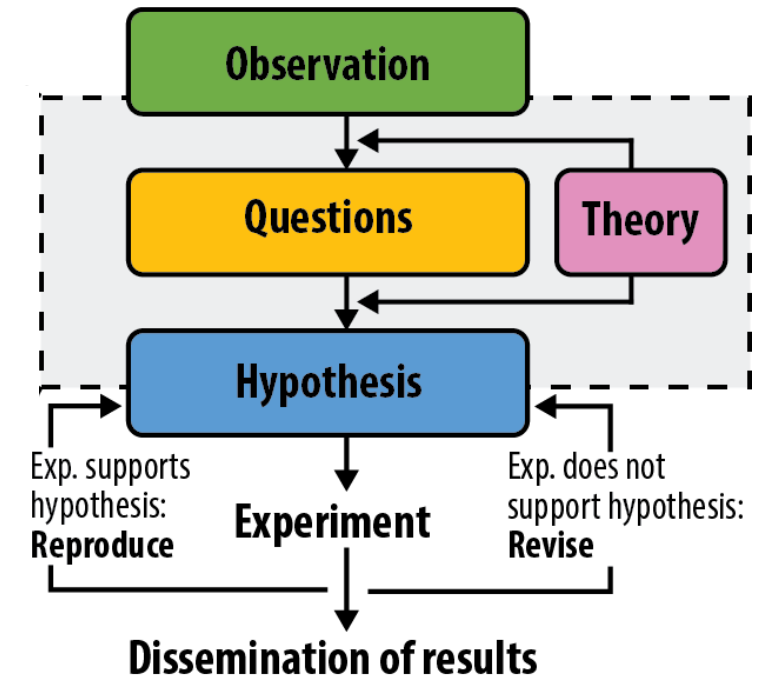 Observation
Questions
Theory
Hypothesis
Exp. supports
hypothesis:
Reproduce
Experiment
Exp. does not
support hypothesis:
Revise
Dissemination of results